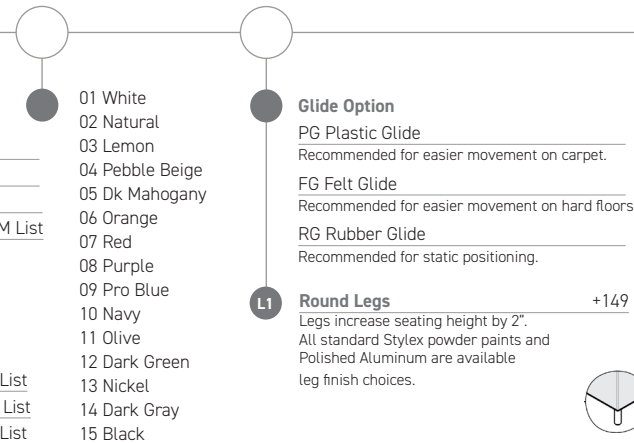 M List
List
List
List
01 White
02 Natural
03 Lemon
04 Pebble Beige
05 Dk Mahogany
06 Orange
07 Red
08 Purple
09 Pro Blue
10 Navy
11 Olive
12 Dark Green
13 Nickel
14 Dark Gray
15 Black
Glide Option
PG Plastic Glide
Recommended for easier movement on carpet.
FG Felt Glide
Recommended for easier movement on hard floors
RG Rubber Glide
Recommended for static positioning.
L1 Round Legs +149
Legs increase seating height by 2".
All standard Stylex powder paints and
Polished Aluminum are available
leg finish choices.